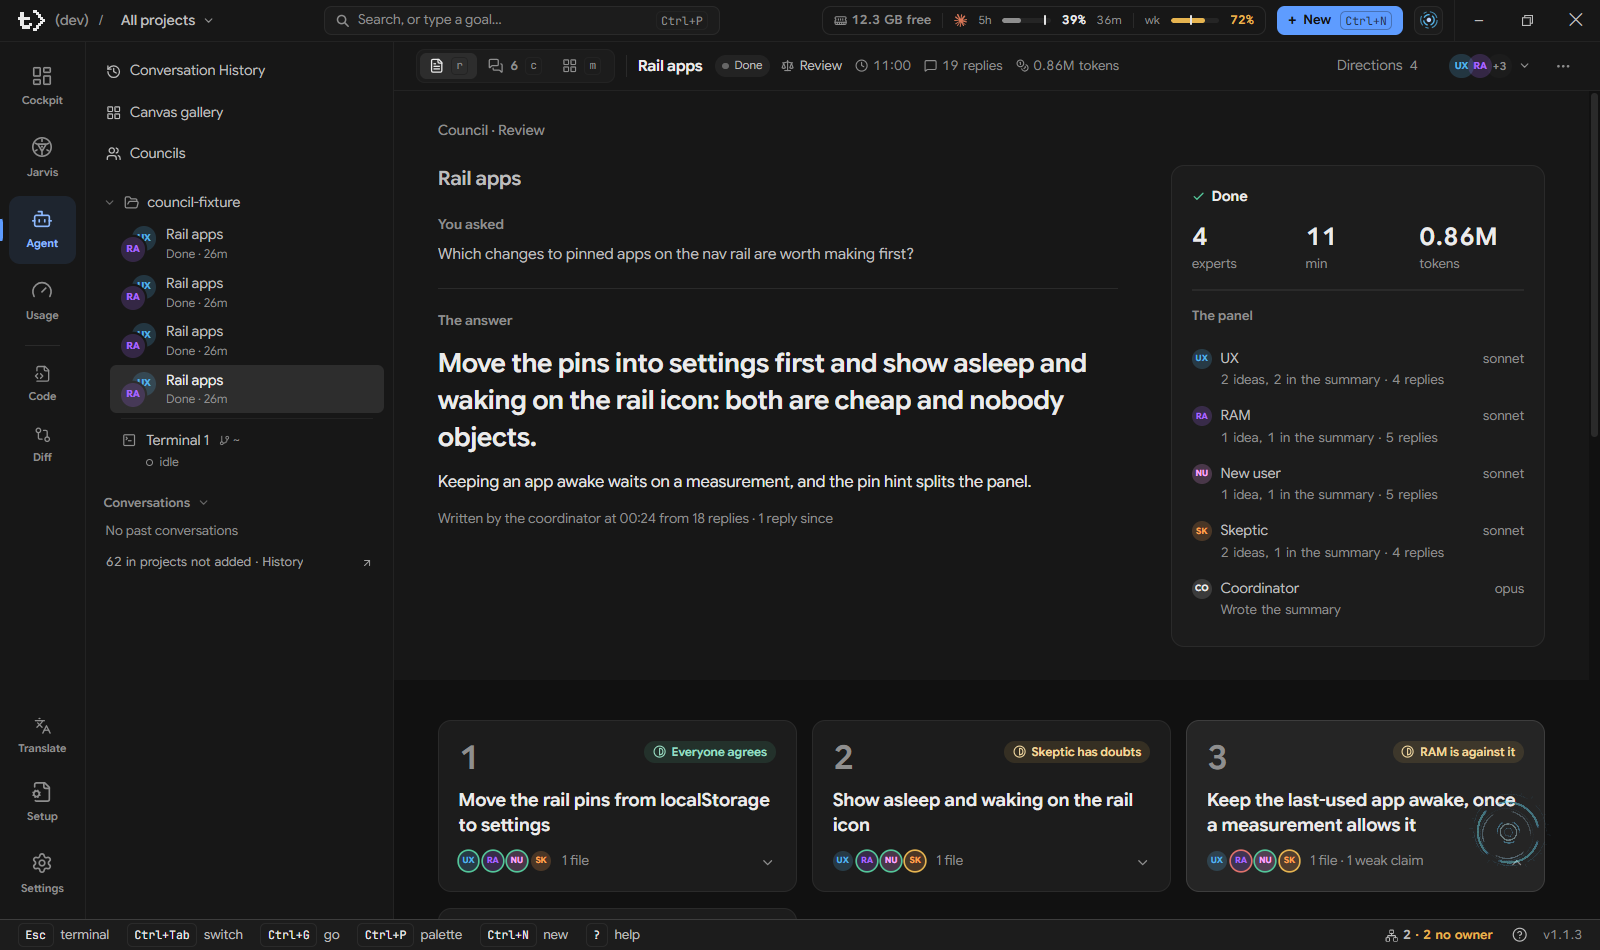 (dev) / All projects
Search, or type a goal... Ctrl+P
12.3 GB free 5h 39% 36m wk 72%
+ New Ctrl+N
Cockpit
Jarvis
Agent
Usage
Code
Diff
Translate
Setup
Settings
Conversation History
Canvas gallery
Councils
council-fixture
UX RA Rail apps
Done · 26m
UX RA Rail apps
Done · 26m
UX RA Rail apps
Done · 26m
UX RA Rail apps
Done · 26m
Terminal 1 ~
idle
Conversations
No past conversations
62 in projects not added · History
r 6 c m
Rail apps Done Review 11:00 19 replies 0.86M tokens
Directions 4 UX RA +3
Council · Review
Rail apps
You asked
Which changes to pinned apps on the nav rail are worth making first?
The answer
Move the pins into settings first and show asleep and
waking on the rail icon: both are cheap and nobody
objects.
Keeping an app awake waits on a measurement, and the pin hint splits the panel.
Written by the coordinator at 00:24 from 18 replies · 1 reply since
Done
4 11 0.86M
experts min tokens
The panel
UX UX sonnet
2 ideas, 2 in the summary · 4 replies
RA RAM sonnet
1 idea, 1 in the summary · 5 replies
NU New user sonnet
1 idea, 1 in the summary · 5 replies
SK Skeptic sonnet
2 ideas, 1 in the summary · 4 replies
CO Coordinator opus
Wrote the summary
1 Everyone agrees
Move the rail pins from localStorage
to settings
UX RA NU SK 1 file
2 Skeptic has doubts
Show asleep and waking on the rail
icon
UX RA NU SK 1 file
3 RAM is against it
Keep the last-used app awake, once
a measurement allows it
UX RA NU SK 1 file · 1 weak claim
Esc terminal Ctrl+Tab switch Ctrl+G go Ctrl+P palette Ctrl+N new ? help
2 · 2 no owner ? v1.1.3